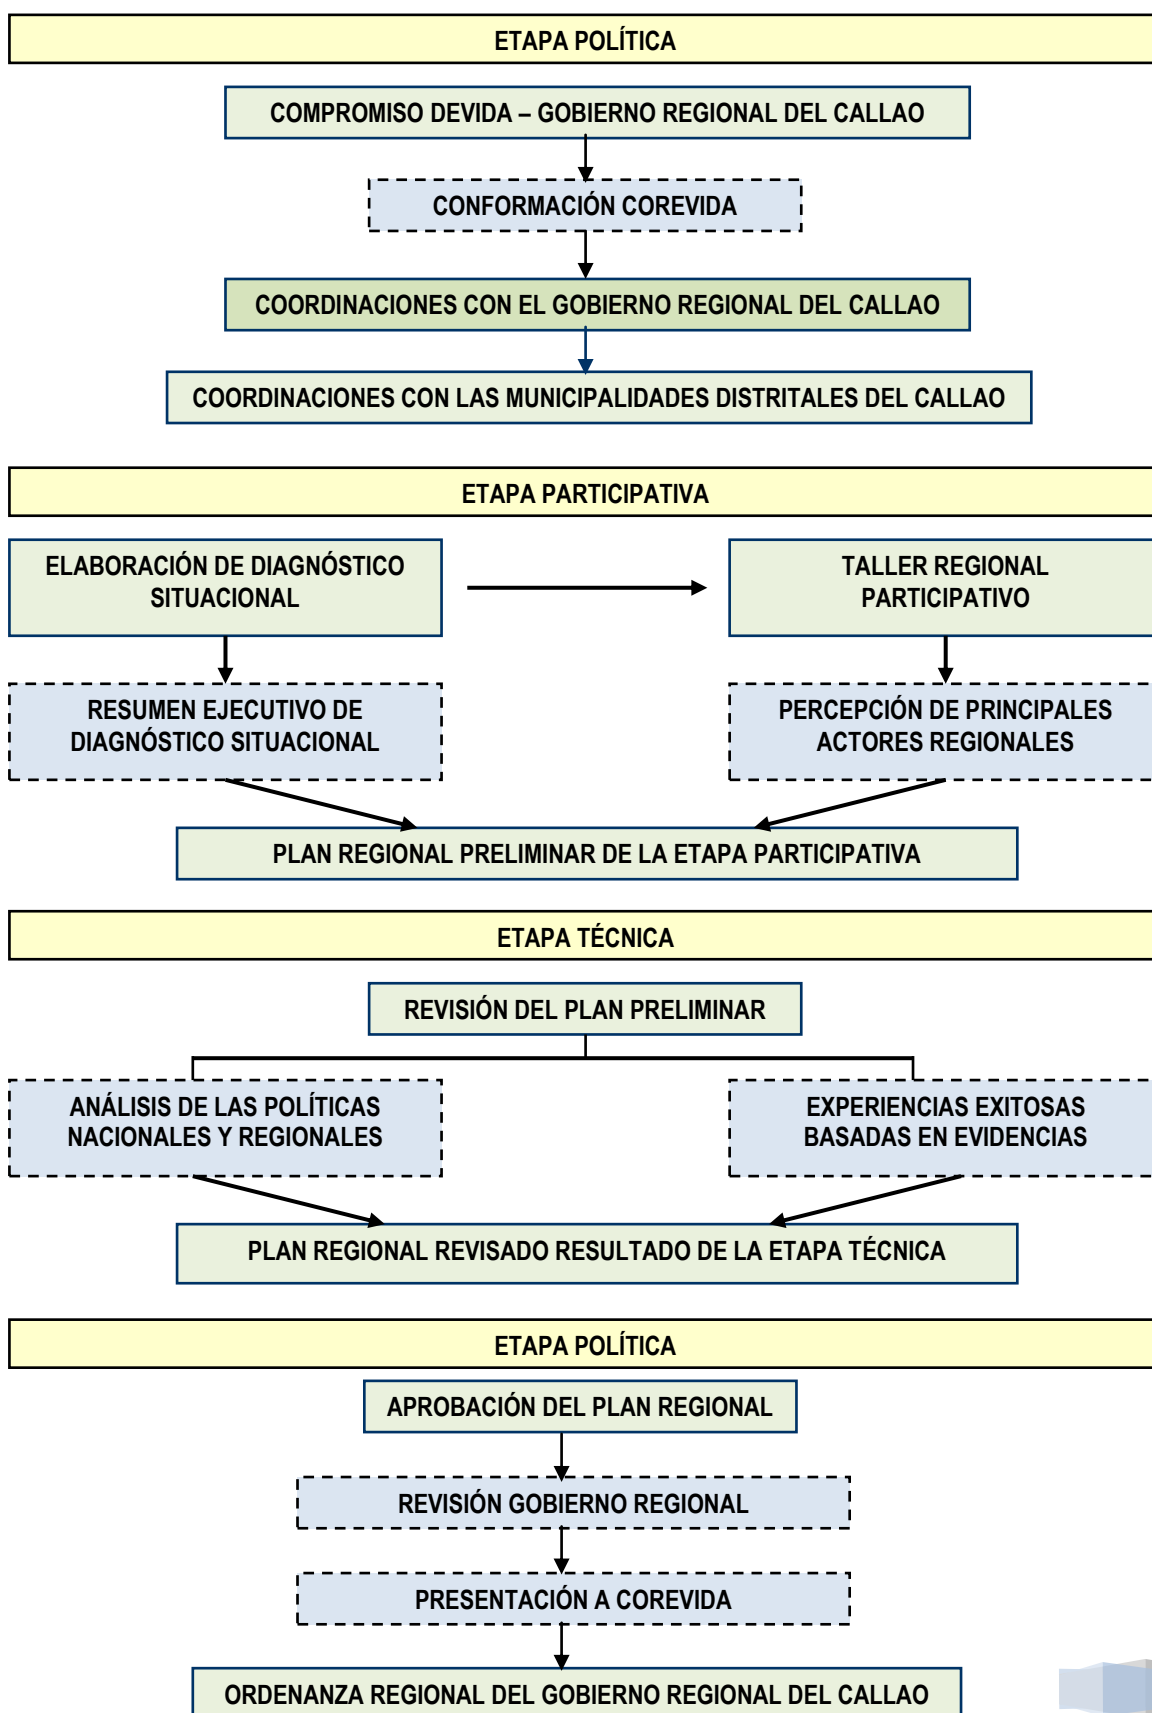 ETAPA POLÍTICA
COMPROMISO DEVIDA – GOBIERNO REGIONAL DEL CALLAO
CONFORMACIÓN COREVIDA
COORDINACIONES CON EL GOBIERNO REGIONAL DEL CALLAO
COORDINACIONES CON LAS MUNICIPALIDADES DISTRITALES DEL CALLAO
ETAPA PARTICIPATIVA
ELABORACIÓN DE DIAGNÓSTICO
SITUACIONAL
TALLER REGIONAL
PARTICIPATIVO
RESUMEN EJECUTIVO DE
DIAGNÓSTICO SITUACIONAL
PERCEPCIÓN DE PRINCIPALES
ACTORES REGIONALES
PLAN REGIONAL PRELIMINAR DE LA ETAPA PARTICIPATIVA
ETAPA TÉCNICA
REVISIÓN DEL PLAN PRELIMINAR
ANÁLISIS DE LAS POLÍTICAS
NACIONALES Y REGIONALES
EXPERIENCIAS EXITOSAS
BASADAS EN EVIDENCIAS
PLAN REGIONAL REVISADO RESULTADO DE LA ETAPA TÉCNICA
ETAPA POLÍTICA
APROBACIÓN DEL PLAN REGIONAL
REVISIÓN GOBIERNO REGIONAL
PRESENTACIÓN A COREVIDA
ORDENANZA REGIONAL DEL GOBIERNO REGIONAL DEL CALLAO